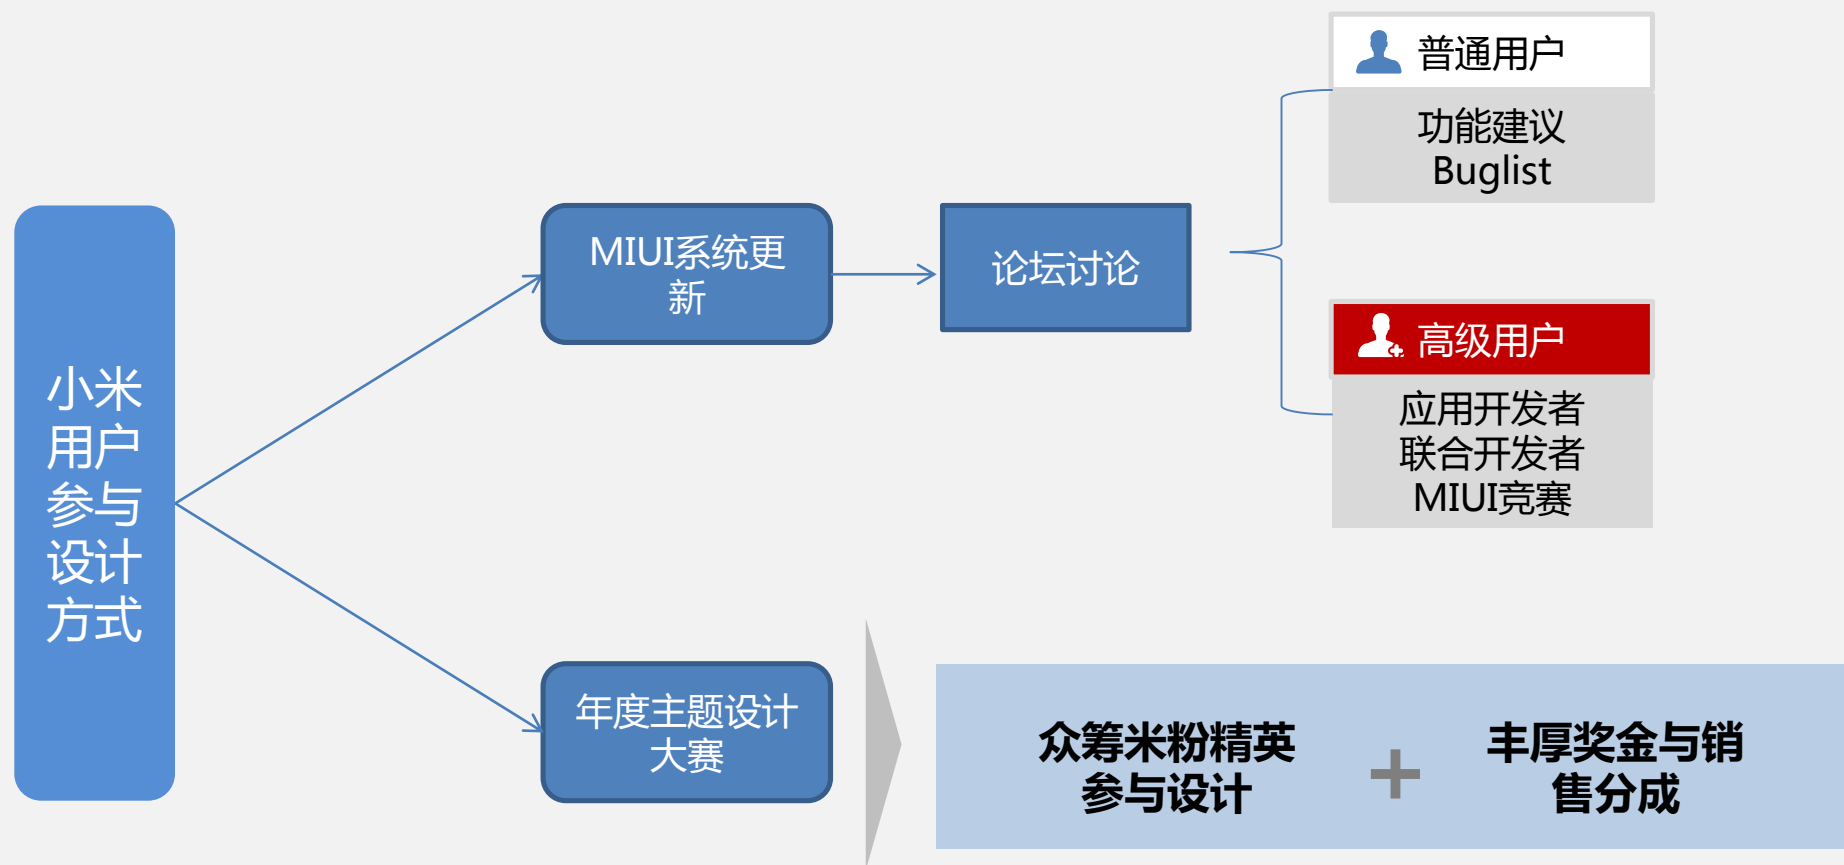 小米
用户
参与
设计
方式
MIUI系统更
新
论坛讨论
普通用户
功能建议
Buglist
高级用户
应用开发者
联合开发者
MIUI竞赛
年度主题设计
大赛
众筹米粉精英
参与设计
+
丰厚奖金与销
售分成